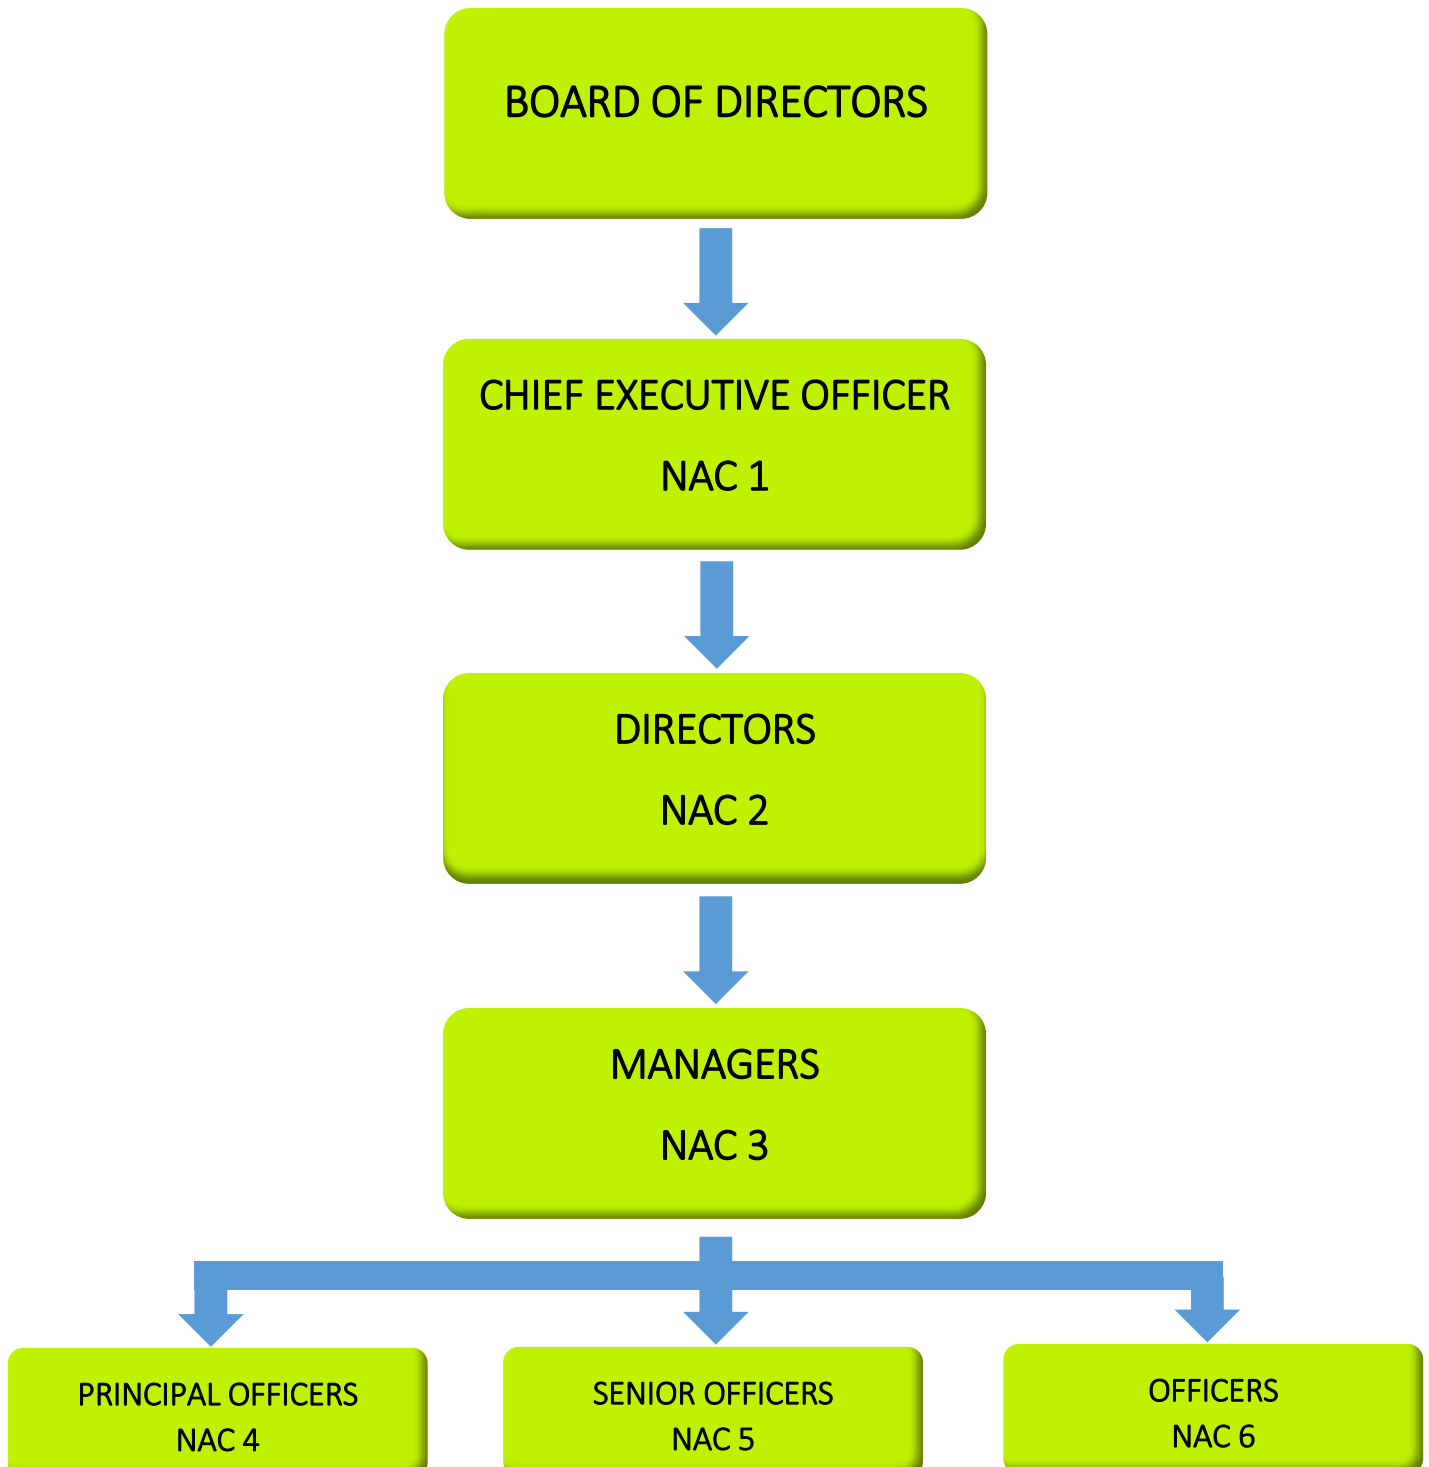 BOARD OF DIRECTORS
CHIEF EXECUTIVE OFFICER
NAC 1
DIRECTORS
NAC 2
MANAGERS
NAC 3
PRINCIPAL OFFICERS
NAC 4
SENIOR OFFICERS
NAC 5
OFFICERS
NAC 6